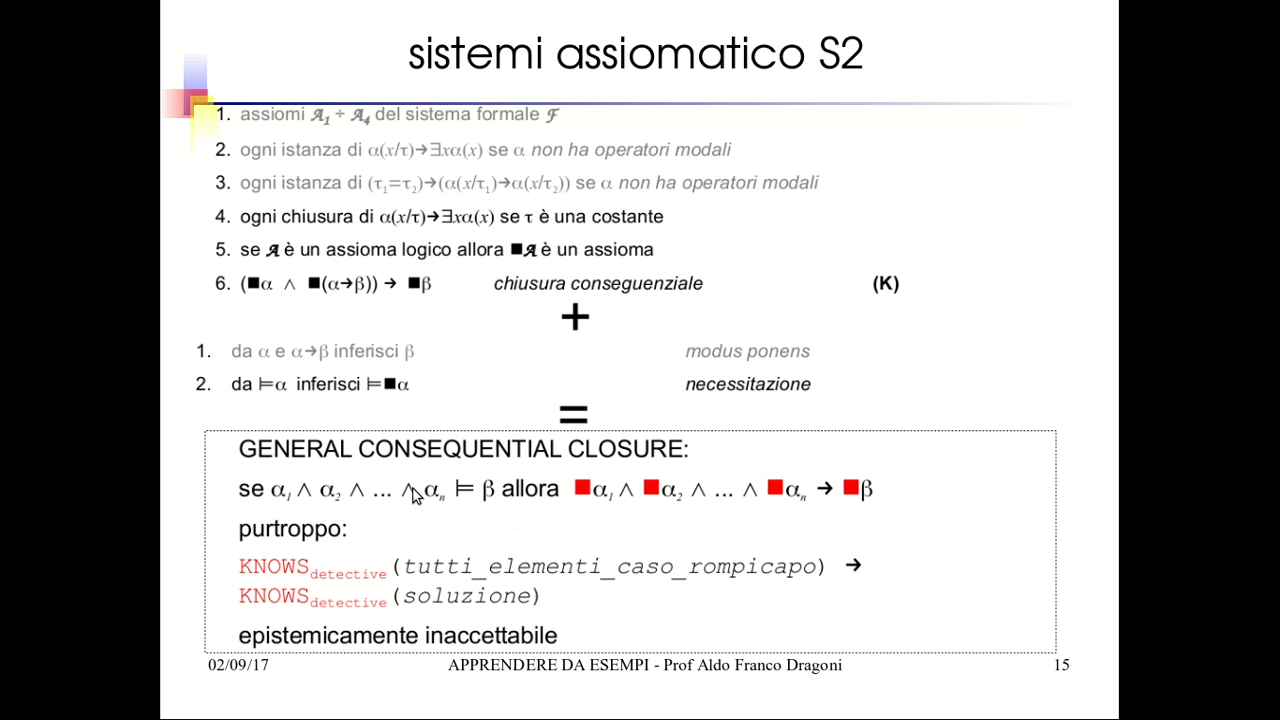 sistemi assiomatico S2
1. assiomi 𝓐₁ ÷ 𝓐₄ del sistema formale 𝓕
2. ogni istanza di α(x/τ)→∃xα(x) se α non ha operatori modali
3. ogni istanza di (τ₁=τ₂)→(α(x/τ₁)→α(x/τ₂)) se α non ha operatori modali
4. ogni chiusura di α(x/τ)→∃xα(x) se τ è una costante
5. se 𝓐 è un assioma logico allora ■𝓐 è un assioma
6. (■α ∧ ■(α→β)) → ■β chiusura conseguenziale (K)
+
1. da α e α→β inferisci β modus ponens
2. da ⊨α inferisci ⊨■α necessitazione
=
GENERAL CONSEQUENTIAL CLOSURE:
se α₁ ∧ α₂ ∧ ... ∧ αₙ ⊨ β allora ■α₁ ∧ ■α₂ ∧ ... ∧ ■αₙ → ■β
purtroppo:
KNOWSdetective(tutti_elementi_caso_rompicapo) →
KNOWSdetective(soluzione)
epistemicamente inaccettabile
02/09/17 APPRENDERE DA ESEMPI - Prof Aldo Franco Dragoni 15